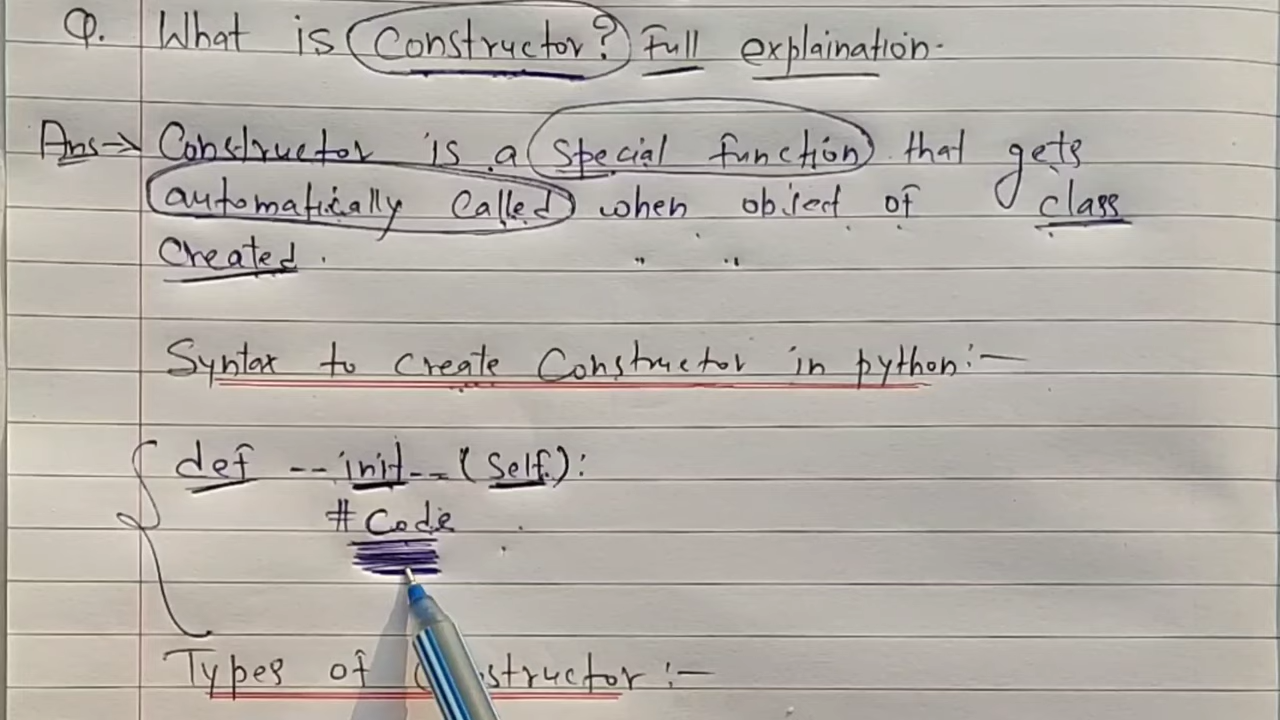 Q. What is Constructor? Full explaination.
Ans→ Constructor is a special function that gets
automatically called when object of class
created.
Syntax to create Constructor in python:-
def __init__(self):
#Code
Types of :-